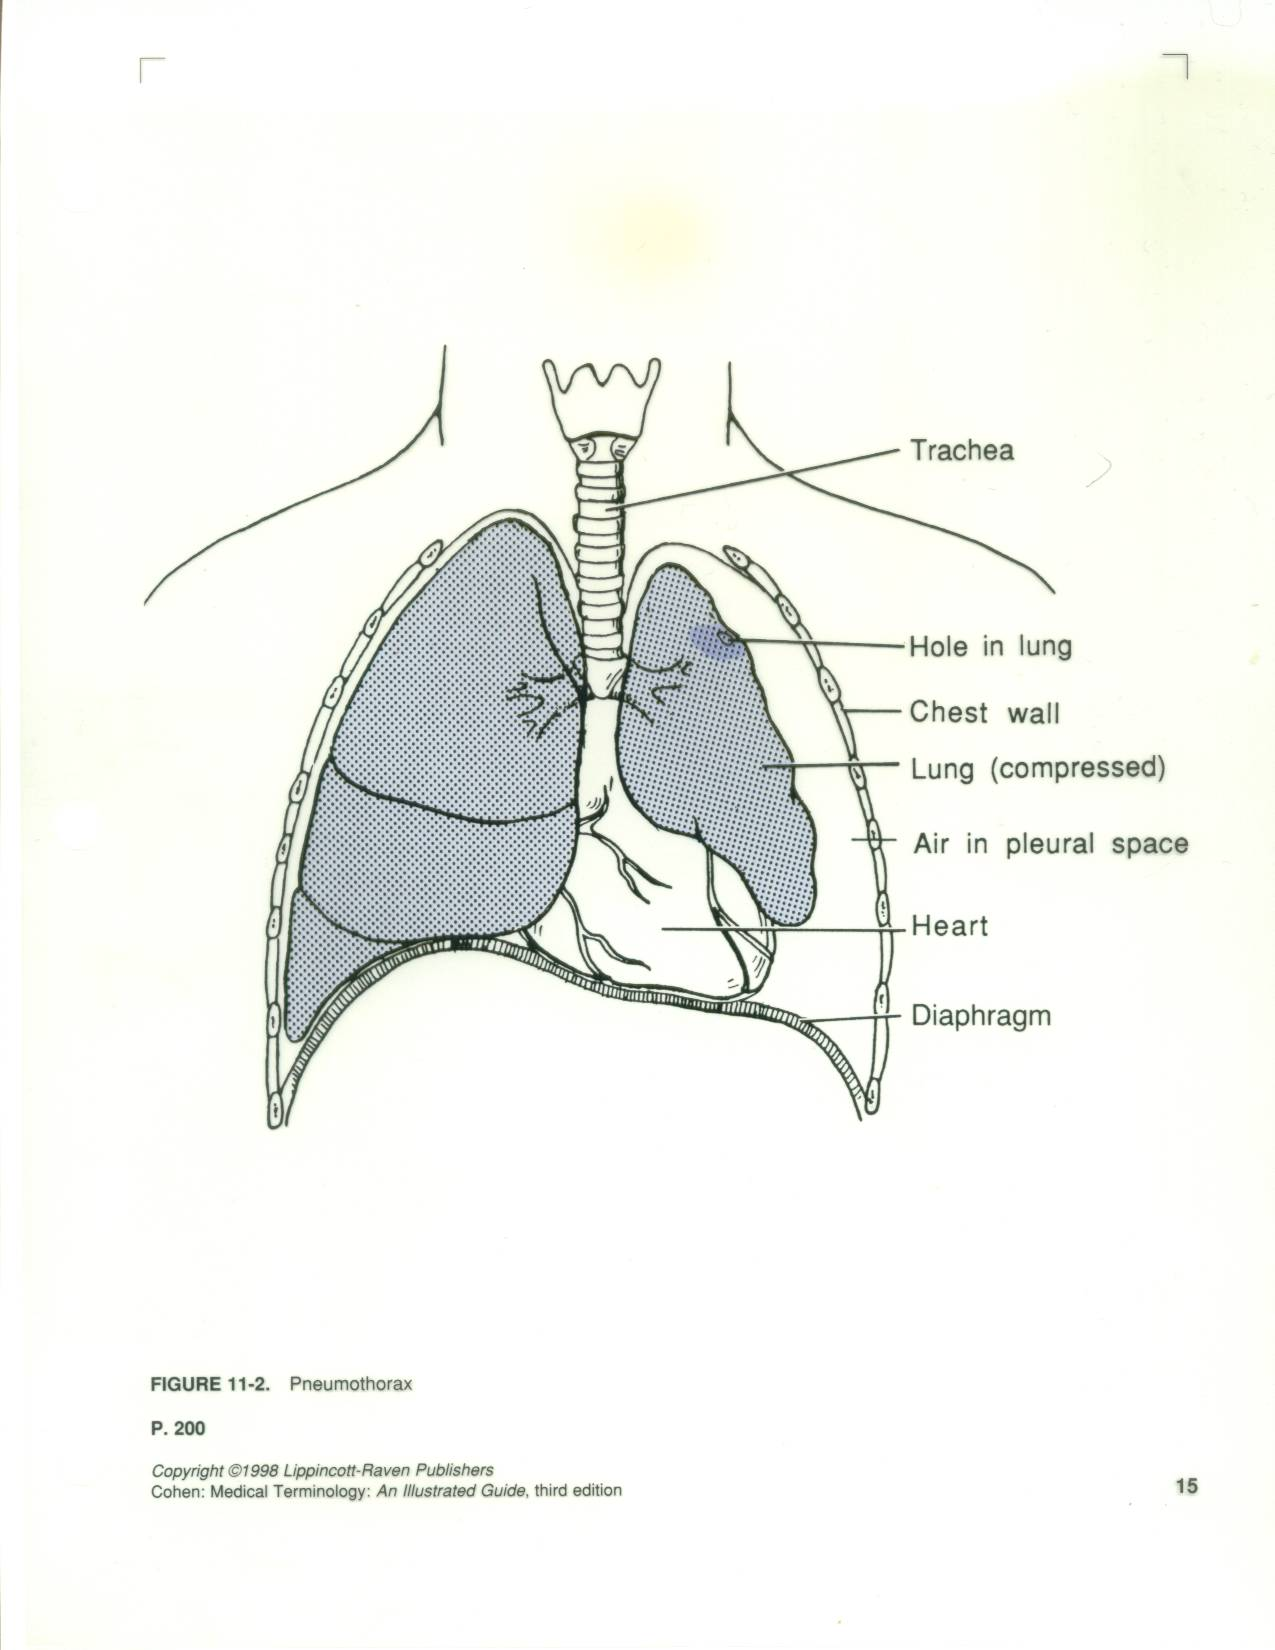 Trachea
Hole in lung
Chest wall
Lung (compressed)
Air in pleural space
Heart
Diaphragm
FIGURE 11-2. Pneumothorax
P. 200
Copyright ©1998 Lippincott-Raven Publishers
Cohen: Medical Terminology: An Illustrated Guide, third edition
15